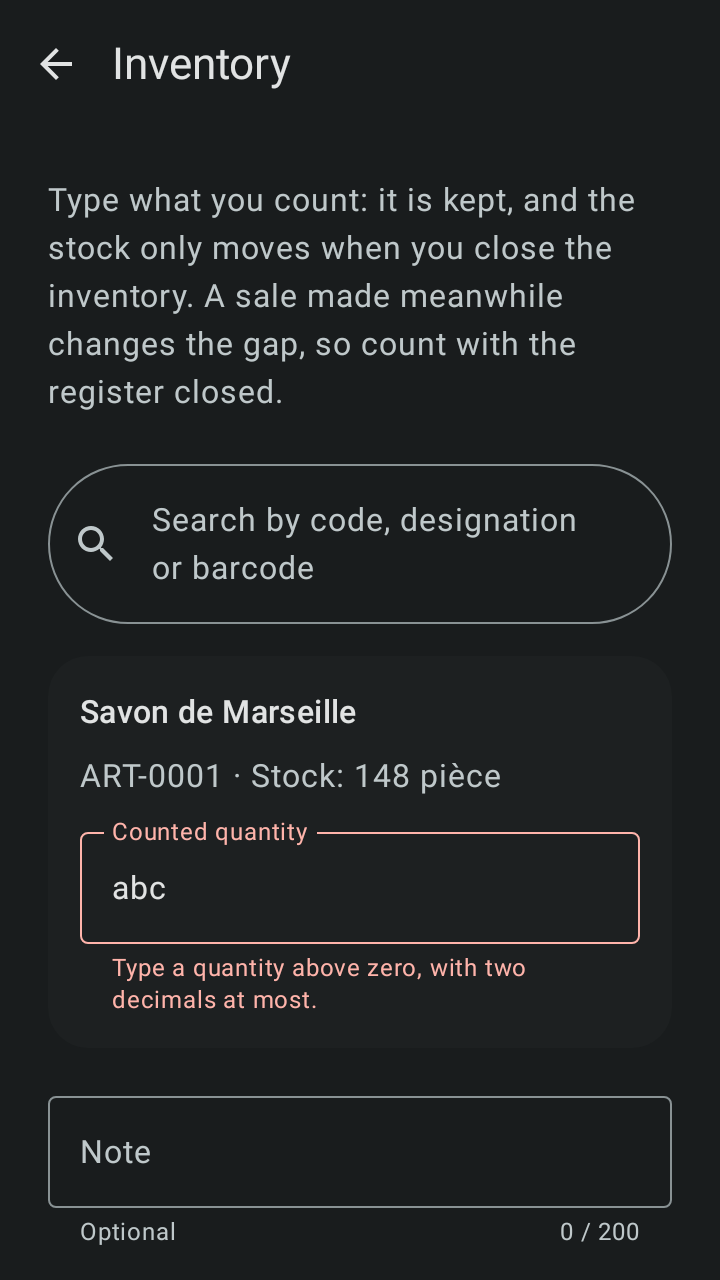 Inventory
Type what you count: it is kept, and the
stock only moves when you close the
inventory. A sale made meanwhile
changes the gap, so count with the
register closed.
Search by code, designation
or barcode
Savon de Marseille
ART-0001 · Stock: 148 pièce
Counted quantity
abc
Type a quantity above zero, with two
decimals at most.
Note
Optional
0 / 200